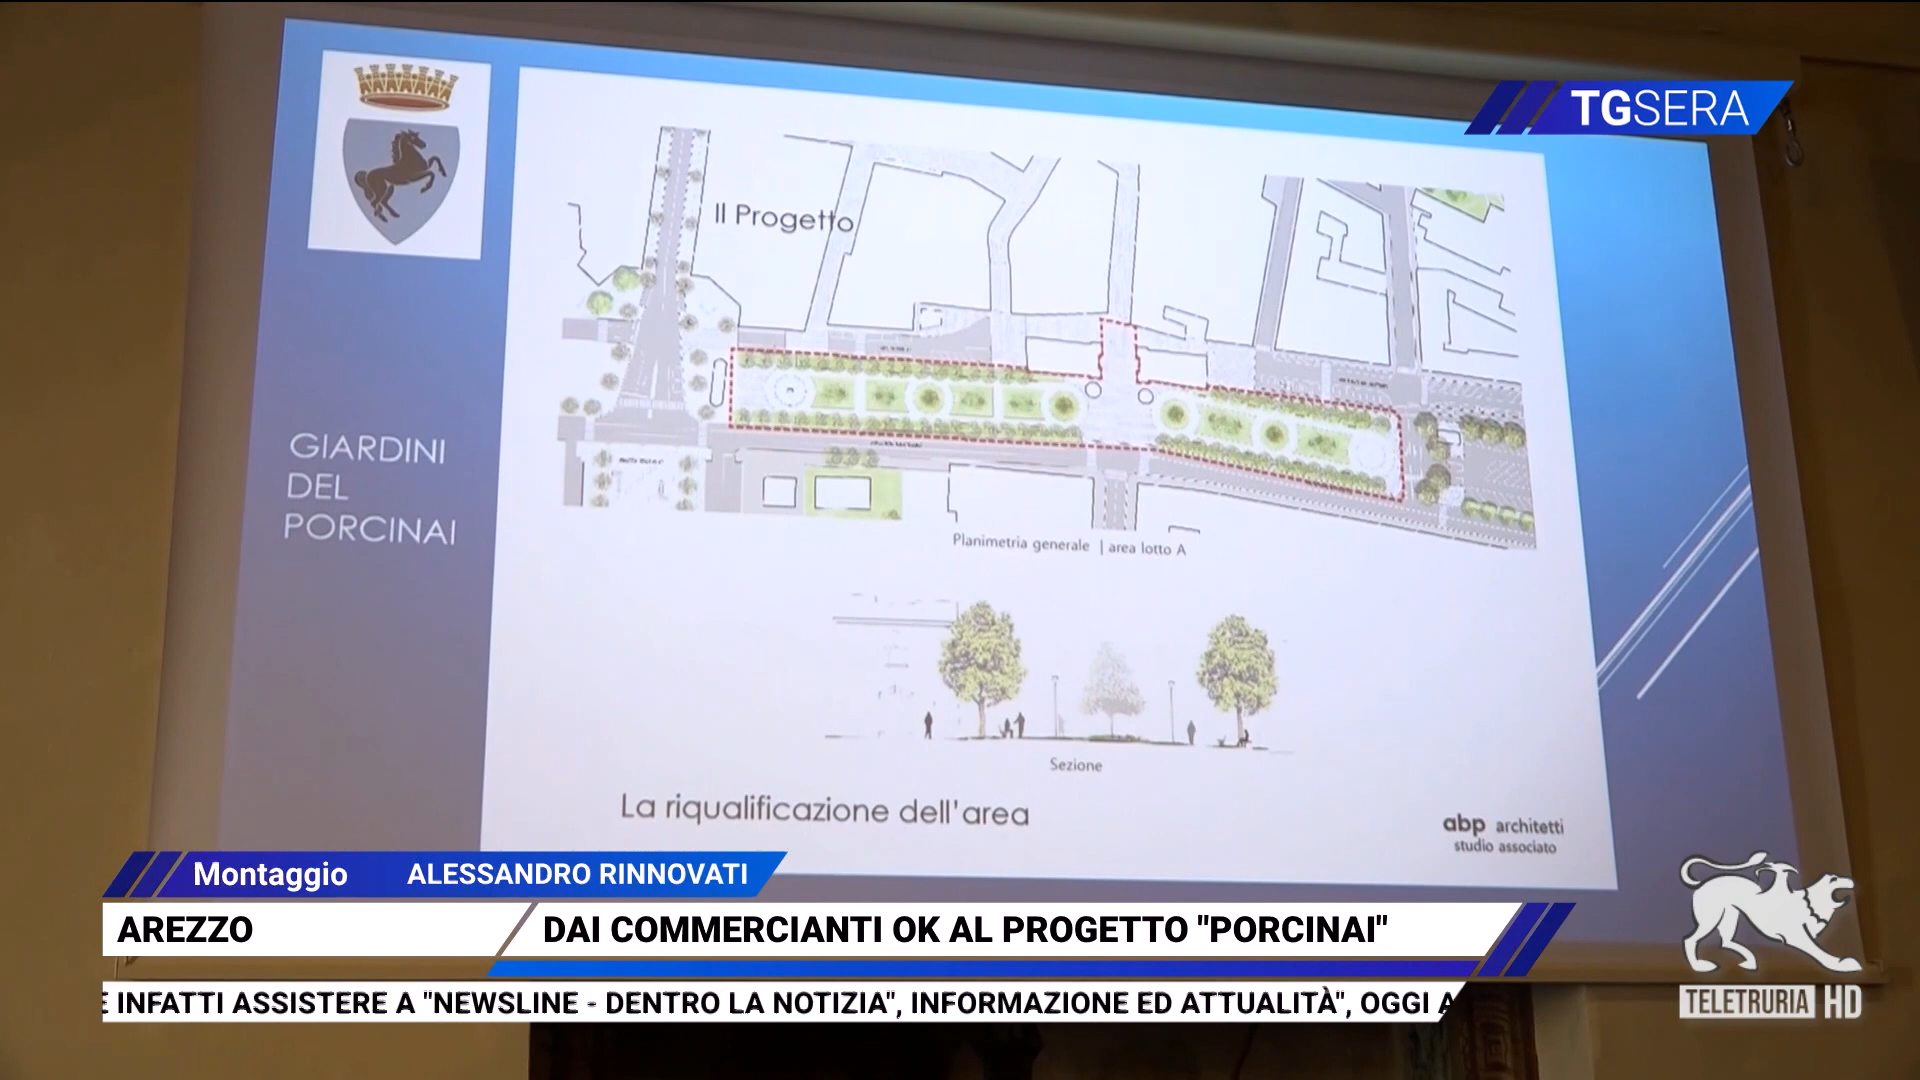 TGSERA
Il Progetto
GIARDINI
DEL
PORCINAI
Planimetria generale | area lotto A
Sezione
La riqualificazione dell'area
abp architetti
studio associato
Montaggio ALESSANDRO RINNOVATI
AREZZO DAI COMMERCIANTI OK AL PROGETTO "PORCINAI"
E INFATTI ASSISTERE A "NEWSLINE - DENTRO LA NOTIZIA", INFORMAZIONE ED ATTUALITÀ", OGGI A
TELETRURIA HD